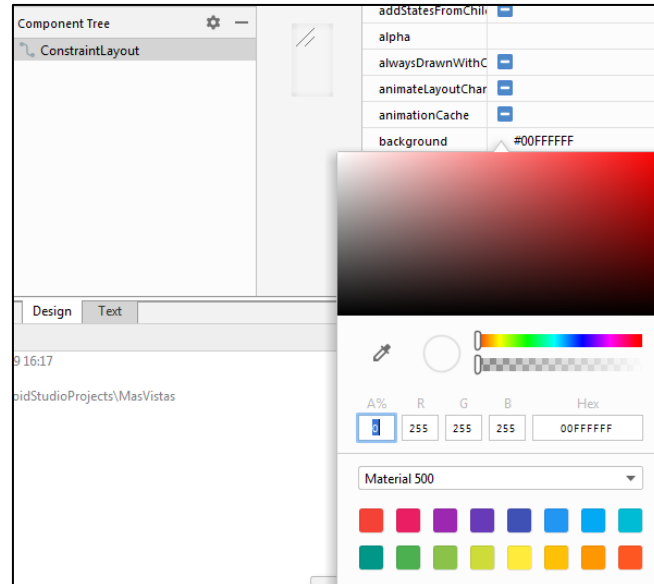 Component Tree
ConstraintLayout
addStatesFromChil
alpha
alwaysDrawnWithC
animateLayoutChar
animationCache
background #00FFFFFF
Design Text
9 16:17
oidStudioProjects\MasVistas
A% R G B Hex
0 255 255 255 00FFFFFF
Material 500